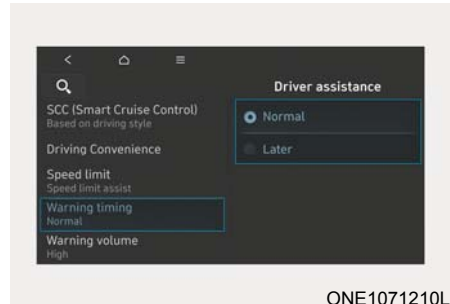 Driver assistance
SCC (Smart Cruise Control)
Based on driving style
Driving Convenience
Speed limit
Speed limit assist
Warning timing
Normal
Warning volume
High
Normal
Later
ONE1071210L